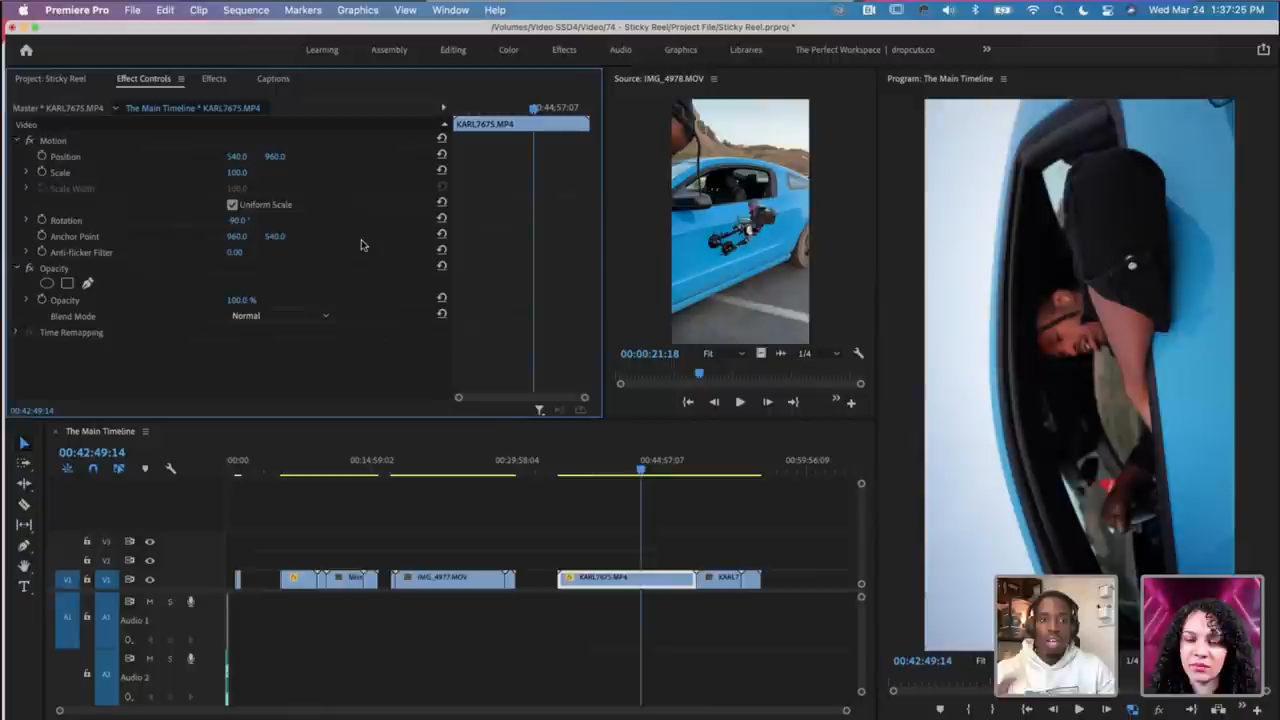 Premiere Pro File Edit Clip Sequence Markers Graphics View Window Help Wed Mar 24 1:37:25 PM
/Volumes/Video SSD4/Video/74 - Sticky Reel/Project File/Sticky Reel.prproj *
Learning Assembly Editing Color Effects Audio Graphics Libraries The Perfect Workspace | dropcuts.co
Project: Sticky Reel Effect Controls Effects Captions Source: IMG_4978.MOV Program: The Main Timeline
Master * KARL7675.MP4 The Main Timeline * KARL7675.MP4 00:44:57:07
Video KARL7675.MP4
fx Motion
Position 540.0 960.0
Scale 100.0
Scale Width 100.0
Uniform Scale
Rotation -90.0 °
Anchor Point 960.0 540.0
Anti-flicker Filter 0.00
fx Opacity
Opacity 100.0 %
Blend Mode Normal
Time Remapping
00:00:21:18 Fit 1/4
00:42:49:14
The Main Timeline
00:42:49:14
:00:00 00:14:59:02 00:29:58:04 00:44:57:07 00:59:56:09
V3
V1 V1 IMG_4977.MOV KARL7675.MP4 KARL7
A1 A1 M S
Audio 1
A2 M S
Audio 2
00:42:49:14 Fit 1/4